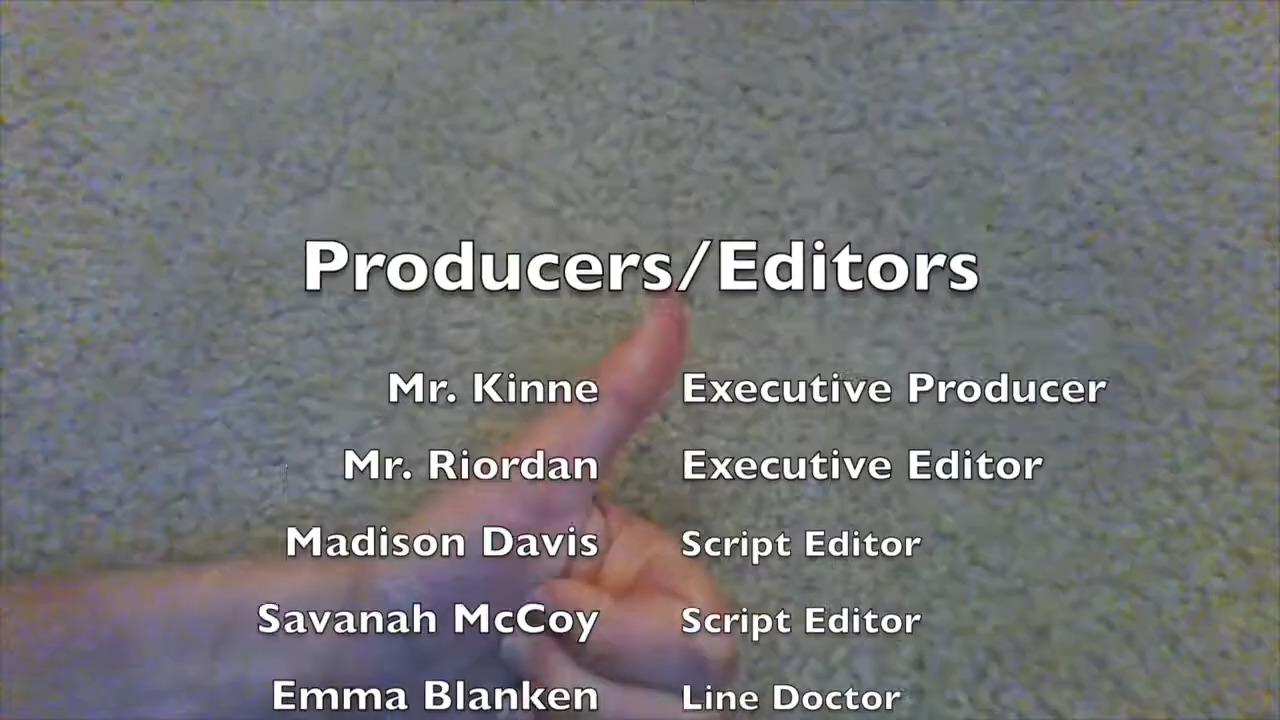 Producers/Editors
Mr. Kinne Executive Producer
Mr. Riordan Executive Editor
Madison Davis Script Editor
Savanah McCoy Script Editor
Emma Blanken Line Doctor